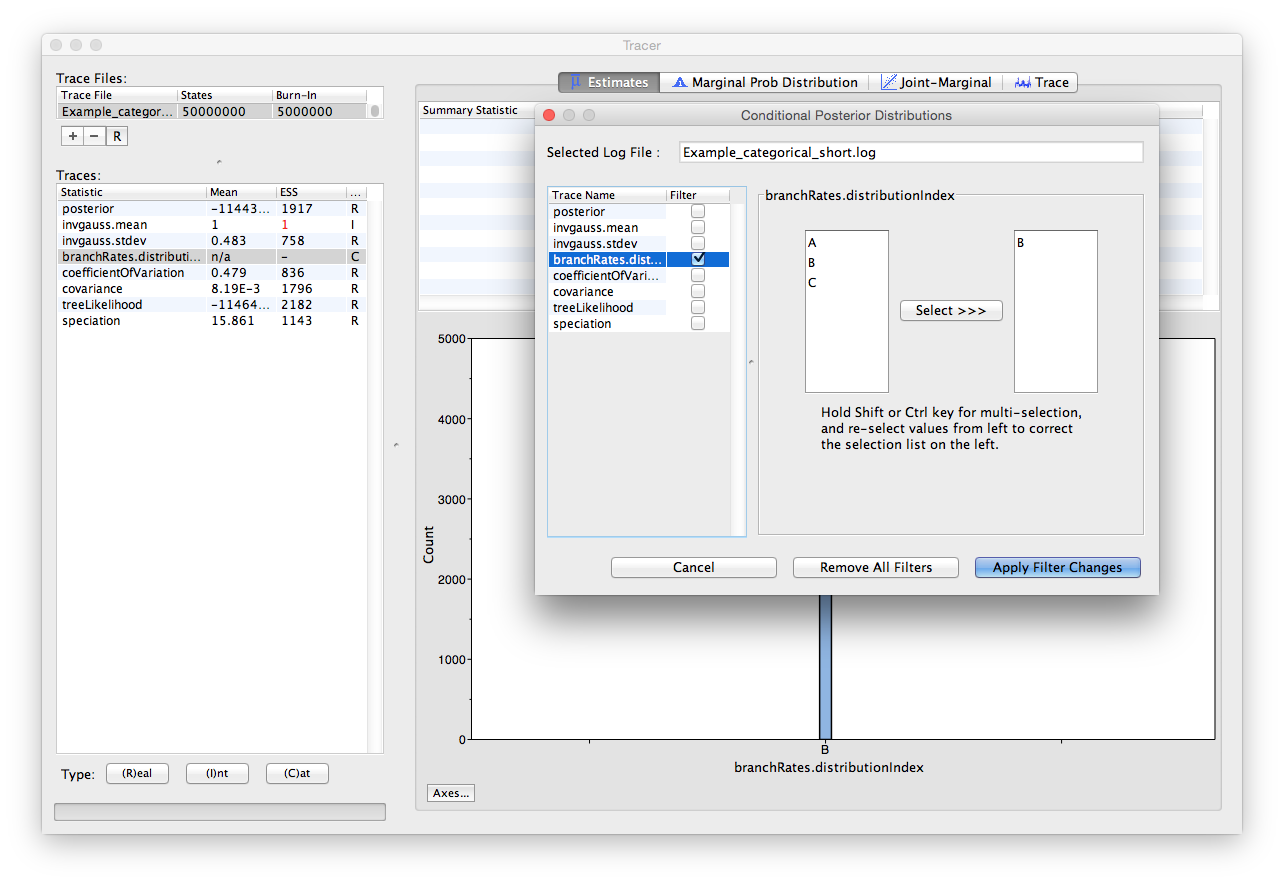 Tracer
Trace Files:
Trace File States Burn-In
Example_categor... 50000000 5000000
+ − R
Traces:
Statistic Mean ESS ...
posterior -11443... 1917 R
invgauss.mean 1 1 I
invgauss.stdev 0.483 758 R
branchRates.distributi... n/a – C
coefficientOfVariation 0.479 836 R
covariance 8.19E-3 1796 R
treeLikelihood -11464... 2182 R
speciation 15.861 1143 R
Type: (R)eal (I)nt (C)at
Estimates Marginal Prob Distribution Joint-Marginal Trace
Summary Statistic
Conditional Posterior Distributions
Selected Log File : Example_categorical_short.log
Trace Name Filter
posterior
invgauss.mean
invgauss.stdev
branchRates.dist...
coefficientOfVari...
covariance
treeLikelihood
speciation
branchRates.distributionIndex
A
B
C
Select >>>
B
Hold Shift or Ctrl key for multi-selection,
and re-select values from left to correct
the selection list on the left.
Cancel Remove All Filters Apply Filter Changes
5000
4000
3000
2000
1000
0
Count
B
branchRates.distributionIndex
Axes...